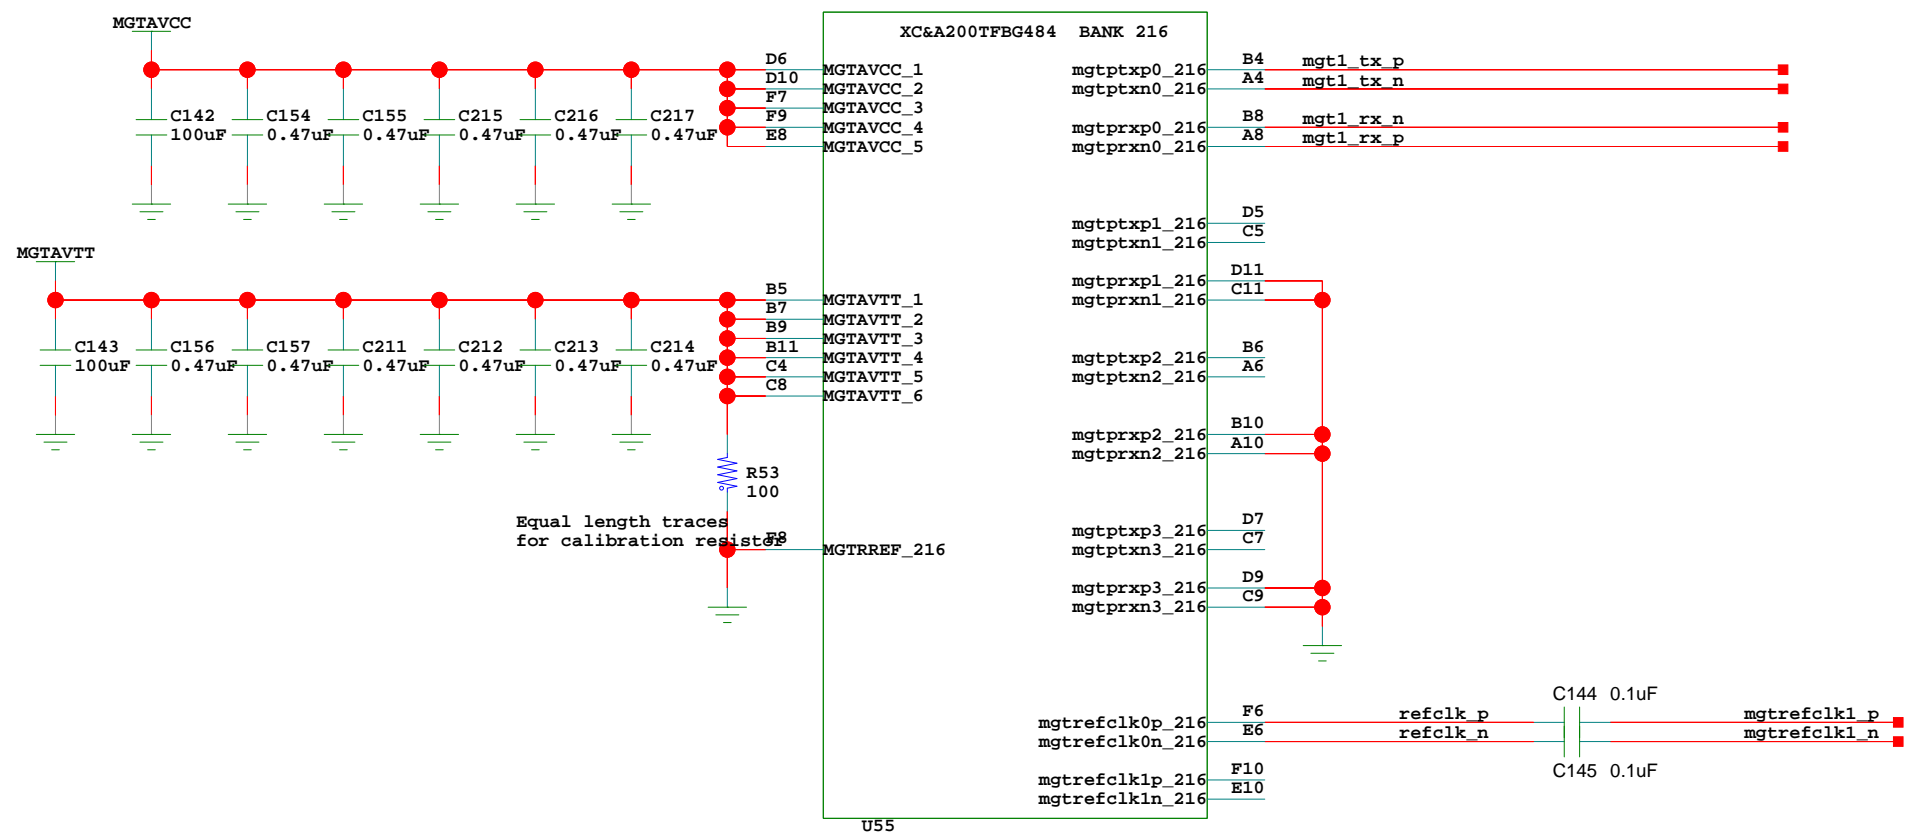 MGTAVCC
C142
100uF
C154
0.47uF
C155
0.47uF
C215
0.47uF
C216
0.47uF
C217
0.47uF
MGTAVTT
C143
100uF
C156
0.47uF
C157
0.47uF
C211
0.47uF
C212
0.47uF
C213
0.47uF
C214
0.47uF
R53
100
Equal length traces
for calibration resistor
XC&A200TFBG484 BANK 216
D6 MGTAVCC_1
D10 MGTAVCC_2
F7 MGTAVCC_3
F9 MGTAVCC_4
E8 MGTAVCC_5
B5 MGTAVTT_1
B7 MGTAVTT_2
B9 MGTAVTT_3
B11 MGTAVTT_4
C4 MGTAVTT_5
C8 MGTAVTT_6
F8 MGTRREF_216
mgtptxp0_216 B4 mgt1_tx_p
mgtptxn0_216 A4 mgt1_tx_n
mgtprxp0_216 B8 mgt1_rx_n
mgtprxn0_216 A8 mgt1_rx_p
mgtptxp1_216 D5
mgtptxn1_216 C5
mgtprxp1_216 D11
mgtprxn1_216 C11
mgtptxp2_216 B6
mgtptxn2_216 A6
mgtprxp2_216 B10
mgtprxn2_216 A10
mgtptxp3_216 D7
mgtptxn3_216 C7
mgtprxp3_216 D9
mgtprxn3_216 C9
C144 0.1uF
mgtrefclk0p_216 F6 refclk_p mgtrefclk1_p
mgtrefclk0n_216 E6 refclk_n mgtrefclk1_n
C145 0.1uF
mgtrefclk1p_216 F10
mgtrefclk1n_216 E10
U55